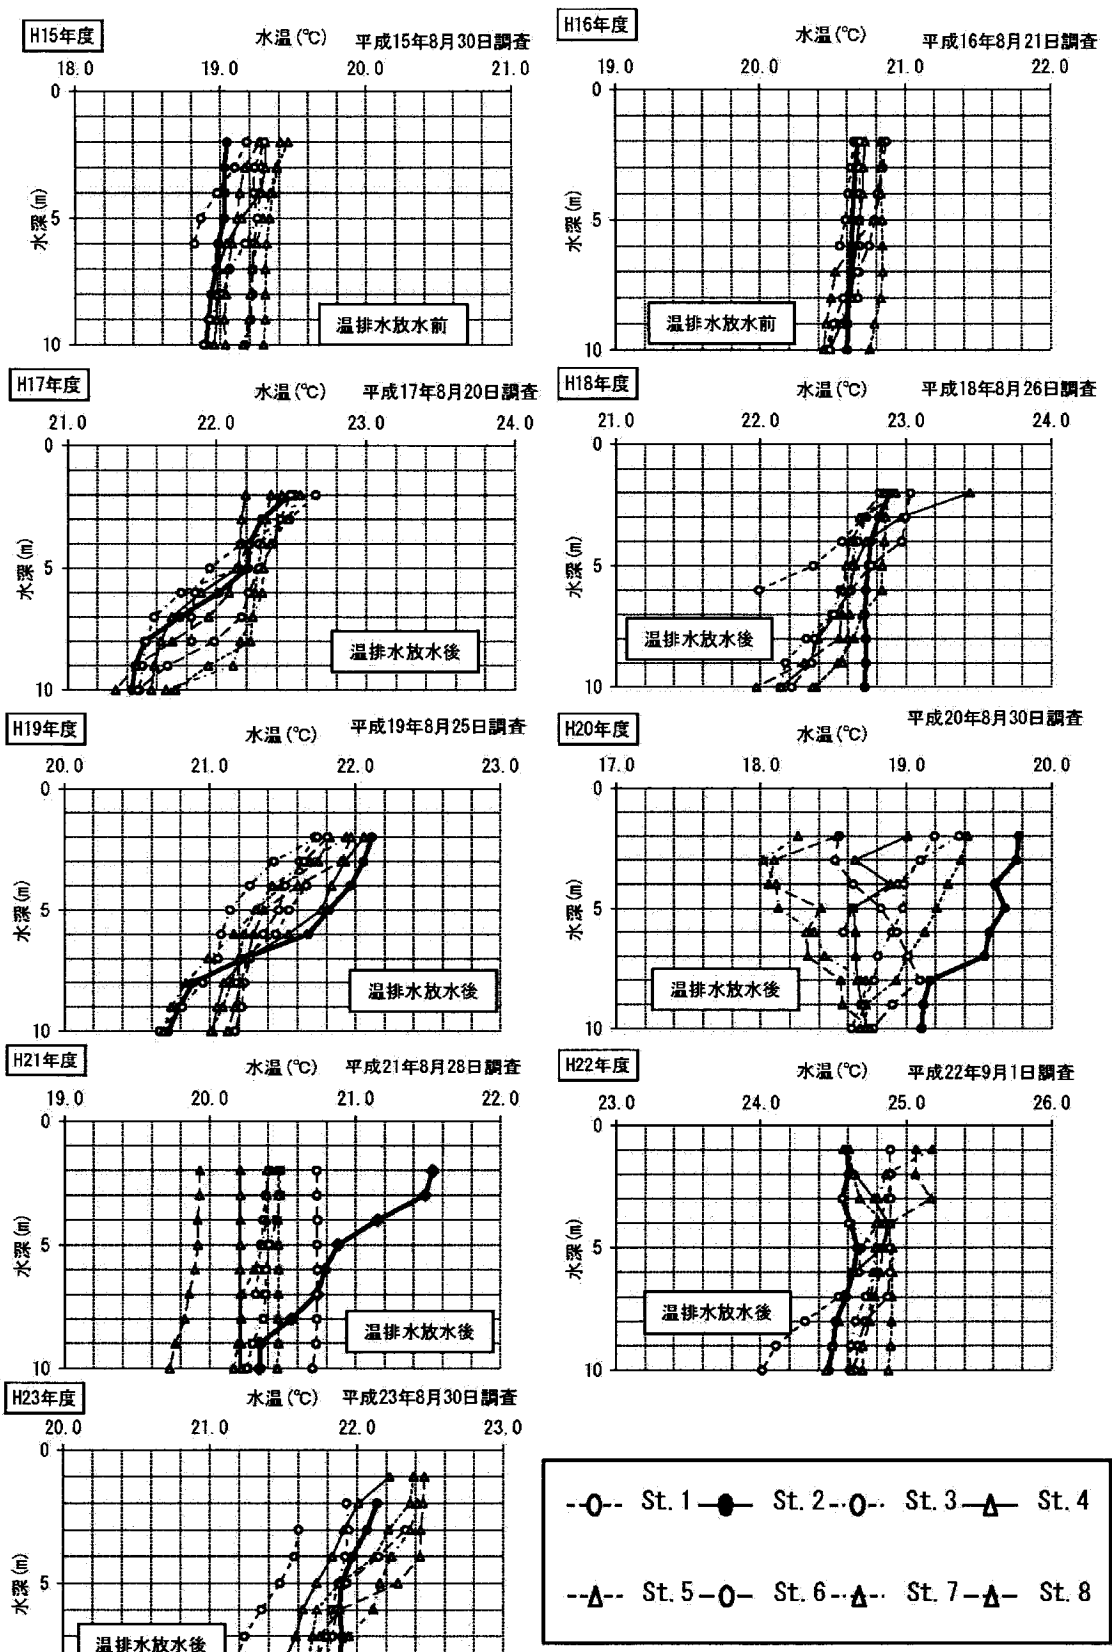 H15年度
水温(℃) 平成15年8月30日調査
18.0 19.0 20.0 21.0
0
5
10
水深(m)
温排水放水前
H16年度
水温(℃) 平成16年8月21日調査
19.0 20.0 21.0 22.0
0
5
10
水深(m)
温排水放水前
H17年度
水温(℃) 平成17年8月20日調査
21.0 22.0 23.0 24.0
0
5
10
水深(m)
温排水放水後
H18年度
水温(℃) 平成18年8月26日調査
21.0 22.0 23.0 24.0
0
5
10
水深(m)
温排水放水後
H19年度
水温(℃) 平成19年8月25日調査
20.0 21.0 22.0 23.0
0
5
10
水深(m)
温排水放水後
H20年度
水温(℃) 平成20年8月30日調査
17.0 18.0 19.0 20.0
0
5
10
水深(m)
温排水放水後
H21年度
水温(℃) 平成21年8月28日調査
19.0 20.0 21.0 22.0
0
5
10
水深(m)
温排水放水後
H22年度
水温(℃) 平成22年9月1日調査
23.0 24.0 25.0 26.0
0
5
10
水深(m)
温排水放水後
H23年度
水温(℃) 平成23年8月30日調査
20.0 21.0 22.0 23.0
0
5
水深(m)
温排水放水後
St. 1 St. 2 St. 3 St. 4
St. 5 St. 6 St. 7 St. 8